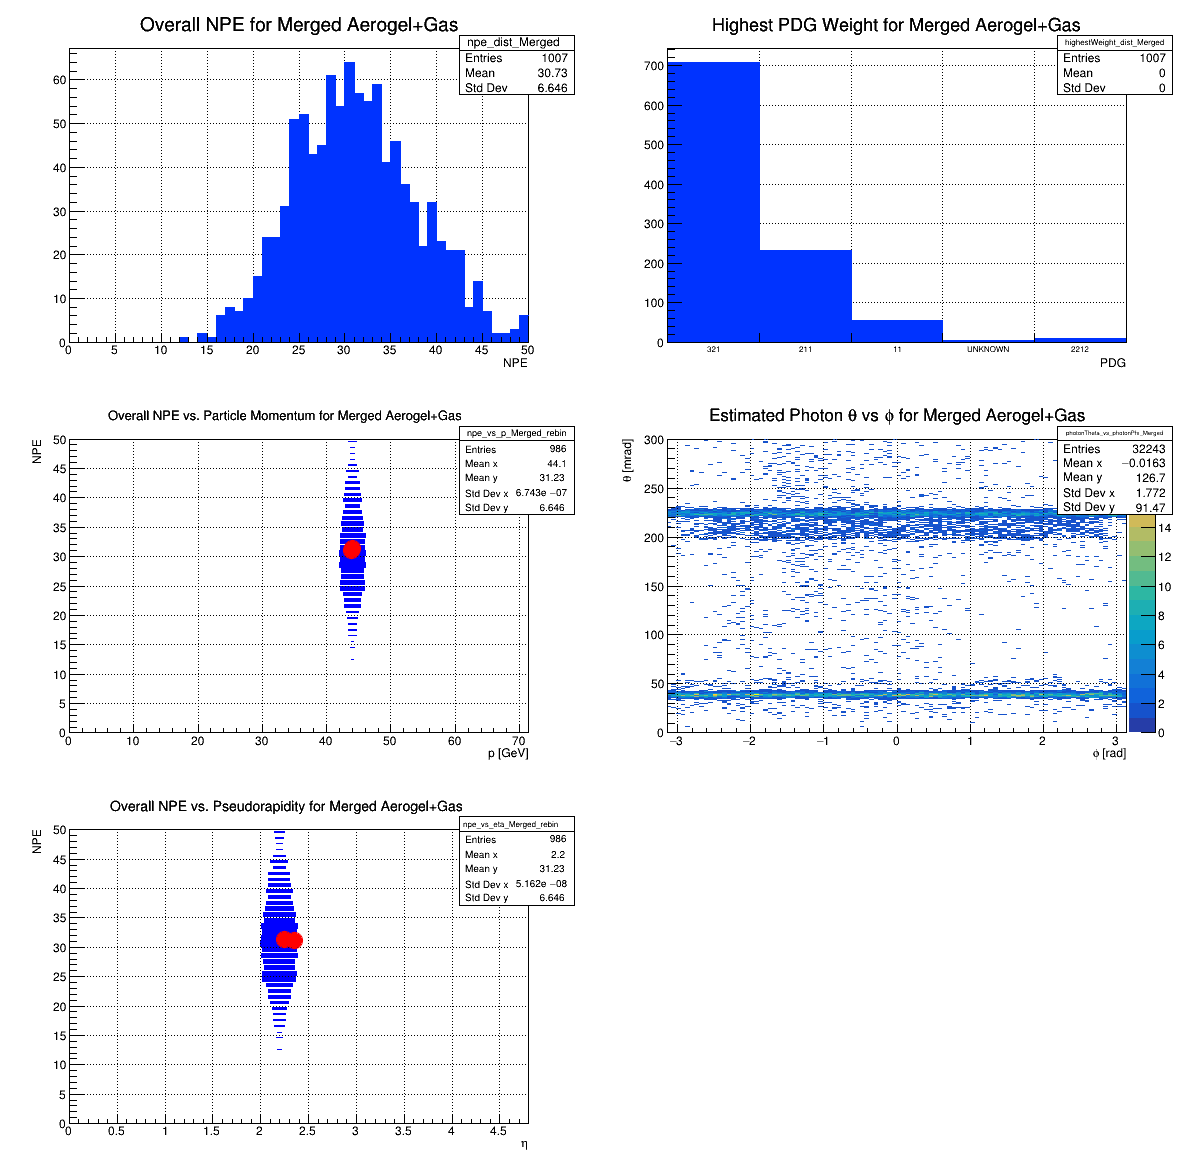 Overall NPE for Merged Aerogel+Gas
npe_dist_Merged
Entries 1007
Mean 30.73
Std Dev 6.646
60
50
40
30
20
10
0
0 5 10 15 20 25 30 35 40 45 50
NPE
Highest PDG Weight for Merged Aerogel+Gas
highestWeight_dist_Merged
Entries 1007
Mean 0
Std Dev 0
700
600
500
400
300
200
100
0
321 211 11 UNKNOWN 2212
PDG
Overall NPE vs. Particle Momentum for Merged Aerogel+Gas
npe_vs_p_Merged_rebin
Entries 986
Mean x 44.1
Mean y 31.23
Std Dev x 6.743e −07
Std Dev y 6.646
NPE
50
45
40
35
30
25
20
15
10
5
0
0 10 20 30 40 50 60 70
p [GeV]
Estimated Photon θ vs ϕ for Merged Aerogel+Gas
photonTheta_vs_photonPhi_Merged
Entries 32243
Mean x −0.0163
Mean y 126.7
Std Dev x 1.772
Std Dev y 91.47
θ [mrad]
300
250
200
150
100
50
0
−3 −2 −1 0 1 2 3
ϕ [rad]
14
12
10
8
6
4
2
0
Overall NPE vs. Pseudorapidity for Merged Aerogel+Gas
npe_vs_eta_Merged_rebin
Entries 986
Mean x 2.2
Mean y 31.23
Std Dev x 5.162e −08
Std Dev y 6.646
NPE
50
45
40
35
30
25
20
15
10
5
0
0 0.5 1 1.5 2 2.5 3 3.5 4 4.5
η